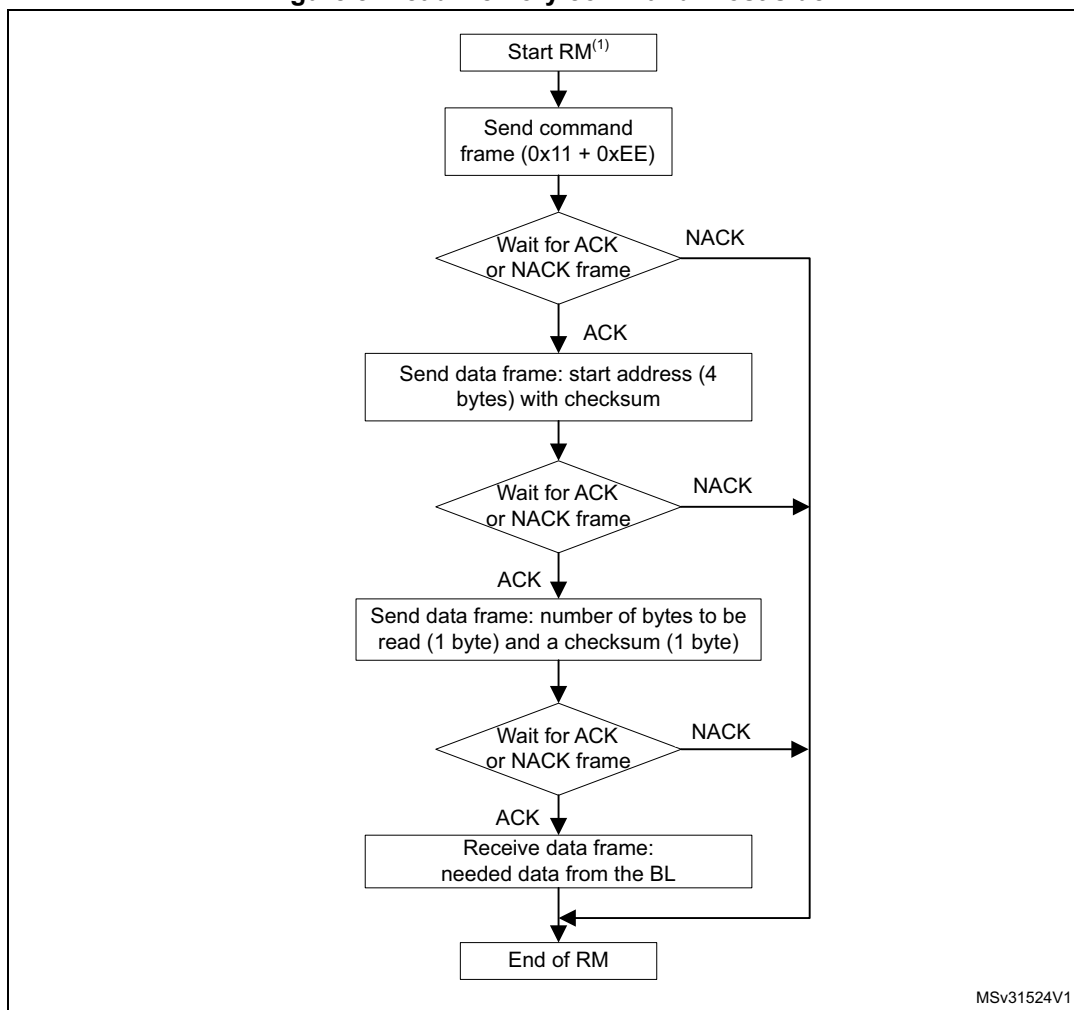 Start RM(1)
Send command
frame (0x11 + 0xEE)
Wait for ACK
or NACK frame
NACK
ACK
Send data frame: start address (4
bytes) with checksum
Wait for ACK
or NACK frame
NACK
ACK
Send data frame: number of bytes to be
read (1 byte) and a checksum (1 byte)
Wait for ACK
or NACK frame
NACK
ACK
Receive data frame:
needed data from the BL
End of RM
MSv31524V1